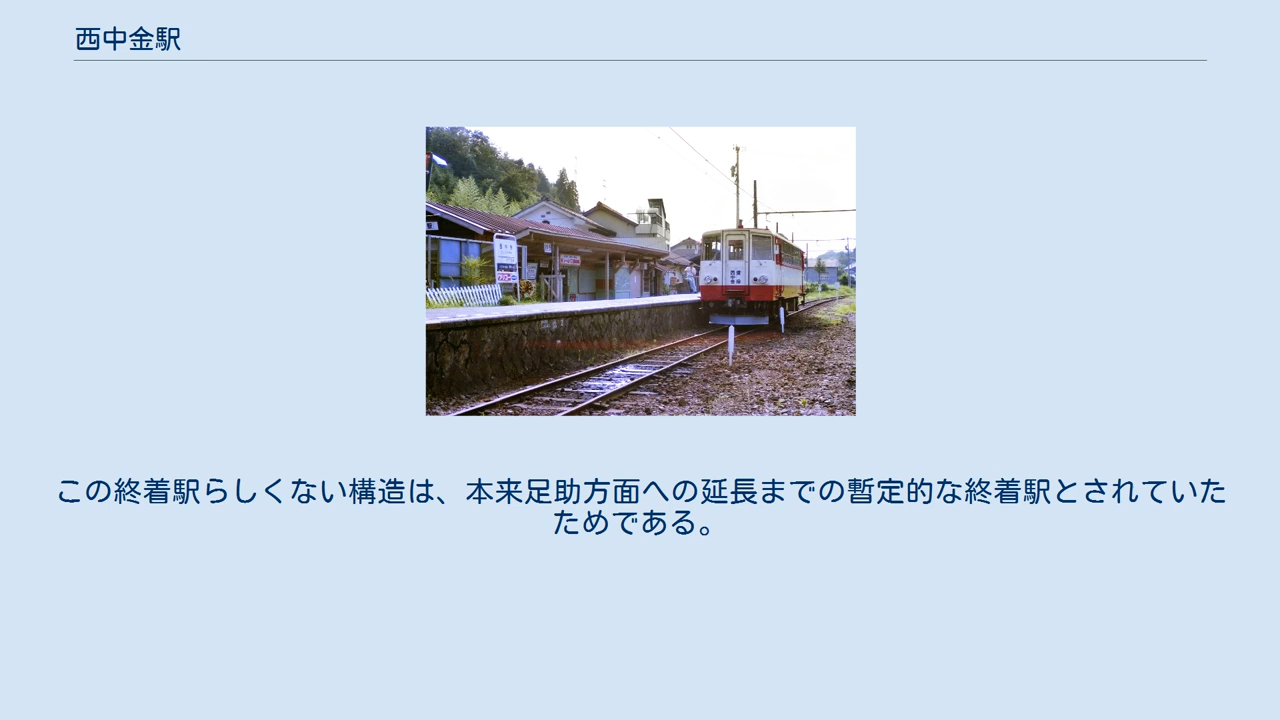 西中金駅
この終着駅らしくない構造は、本来足助方面への延長までの暫定的な終着駅とされていた
ためである。